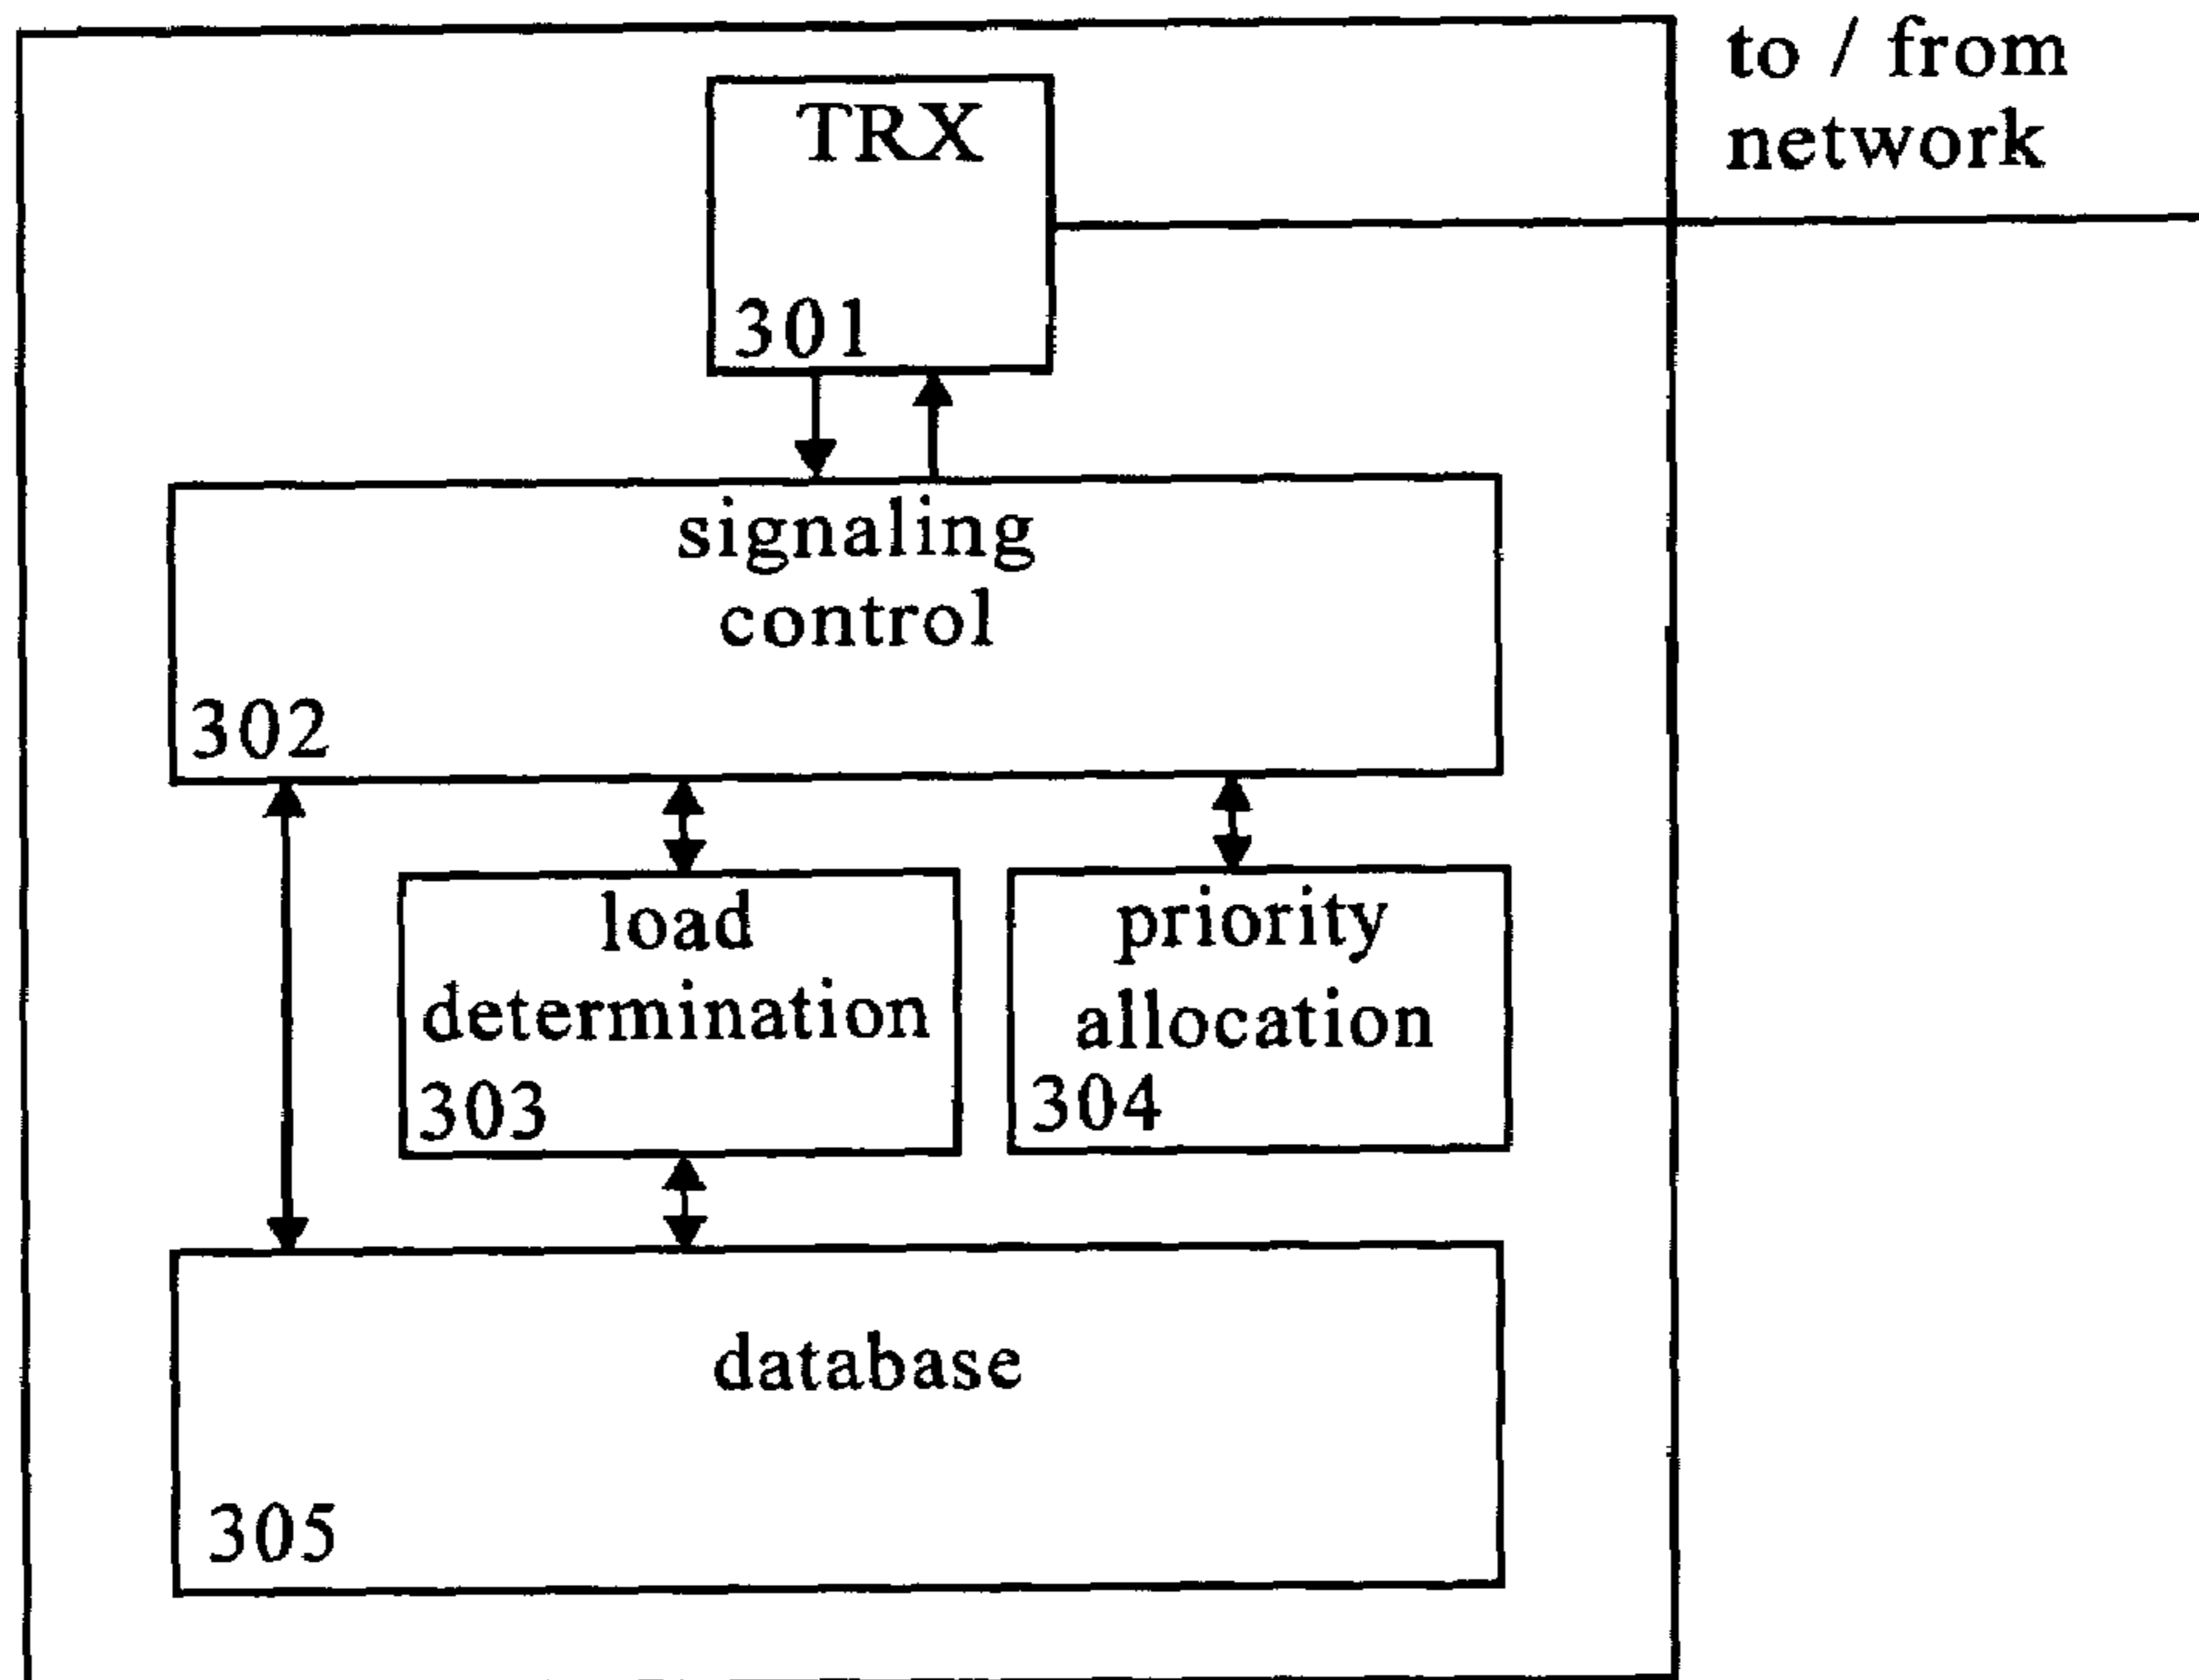 to / from
network
TRX
301
signaling
control
302
load
determination
303
priority
allocation
304
database
305